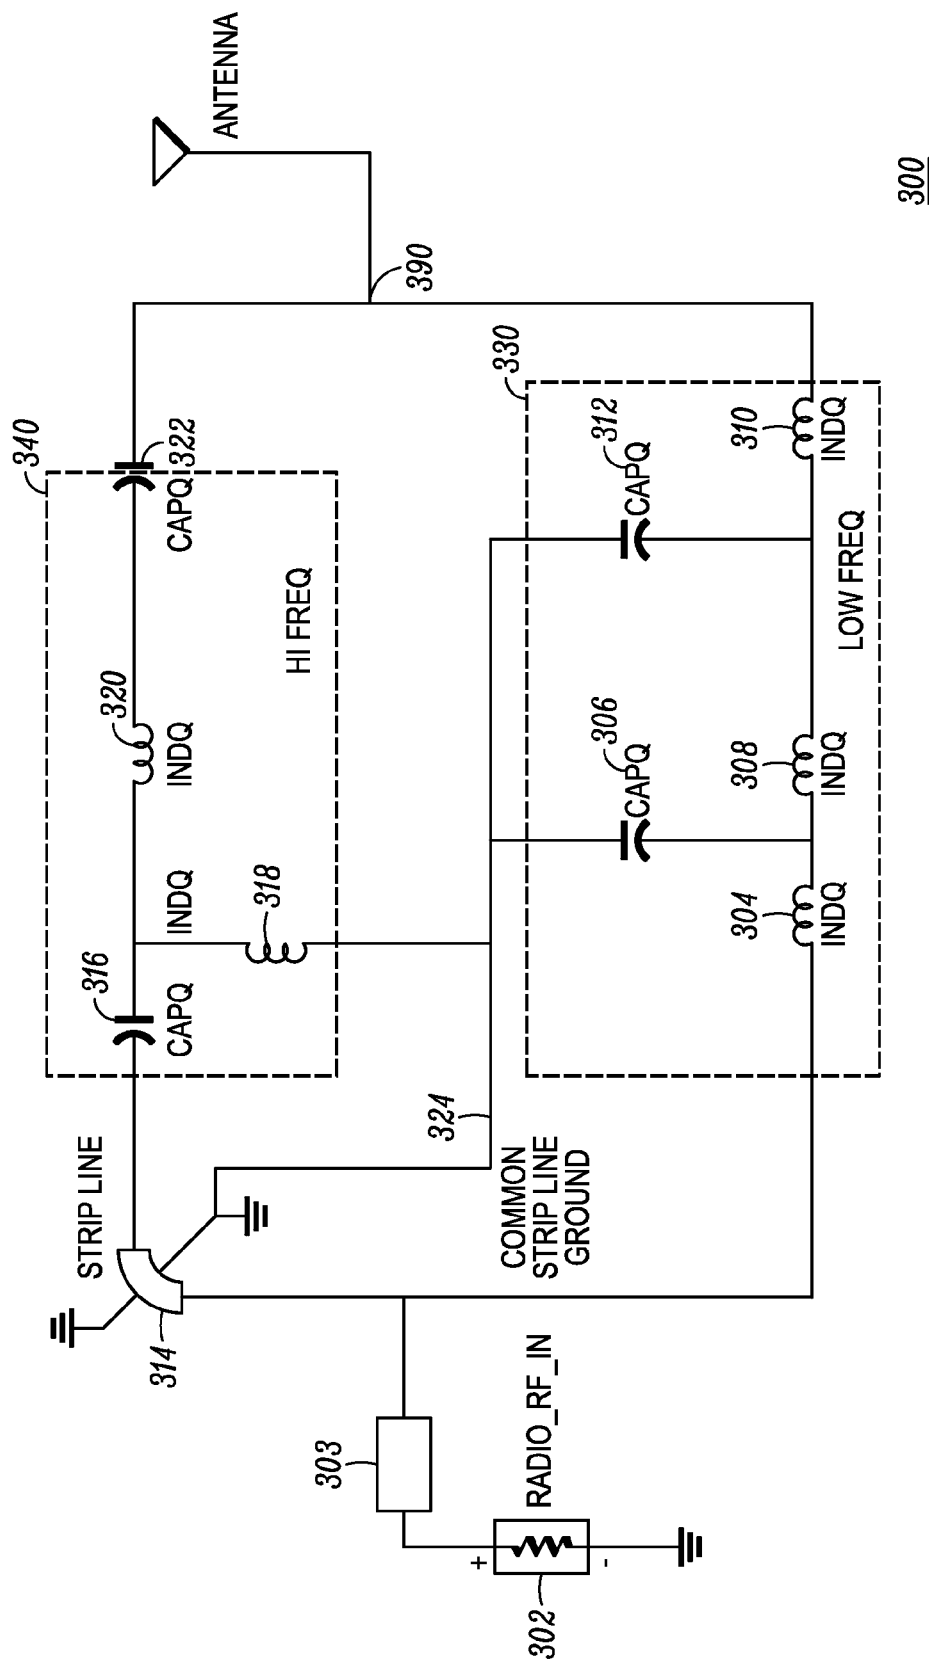 340
STRIP LINE
316
320
322
CAPQ
INDQ
INDQ
CAPQ
318
HI FREQ
ANTENNA
314
390
303
324
330
302
+
-
RADIO_RF_IN
COMMON
STRIP LINE
GROUND
306
CAPQ
312
CAPQ
304
INDQ
308
INDQ
310
INDQ
LOW FREQ
300